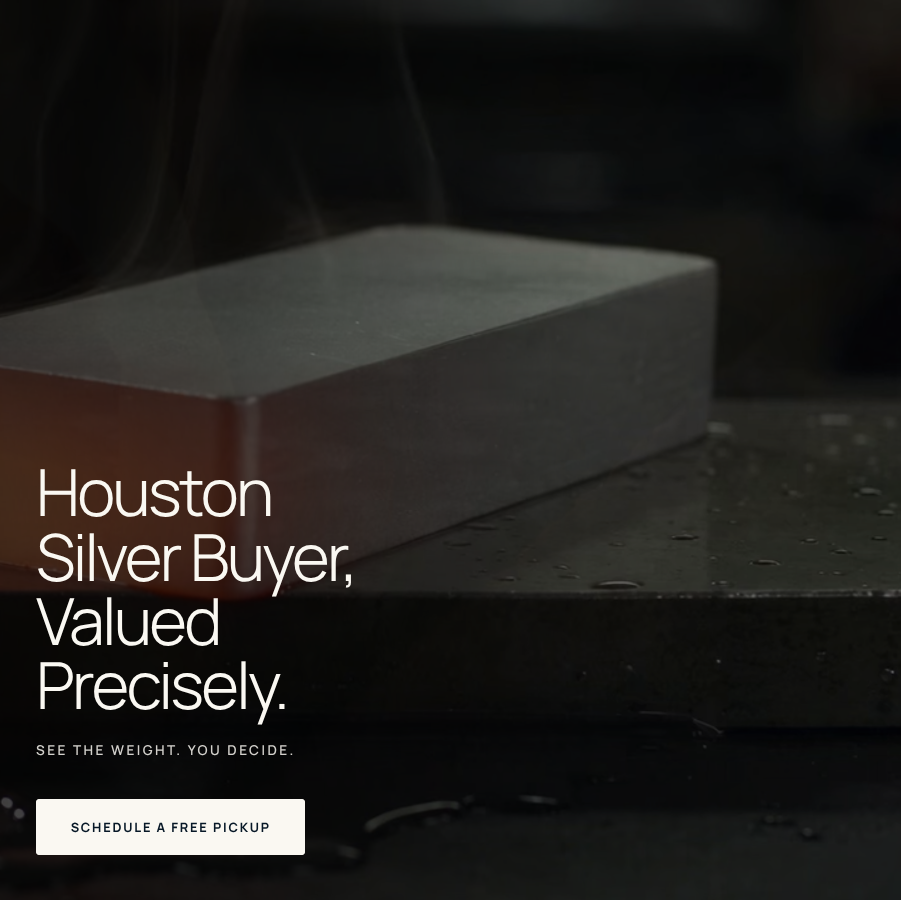 Houston
Silver Buyer,
Valued
Precisely.
SEE THE WEIGHT. YOU DECIDE.
SCHEDULE A FREE PICKUP